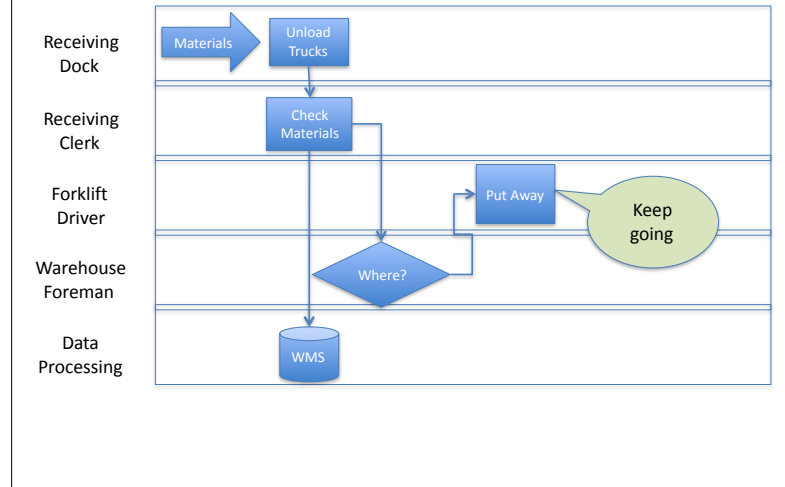 Receiving
Dock
Materials
Unload
Trucks
Receiving
Clerk
Check
Materials
Forklift
Driver
Put Away
Keep
going
Warehouse
Foreman
Where?
Data
Processing
WMS